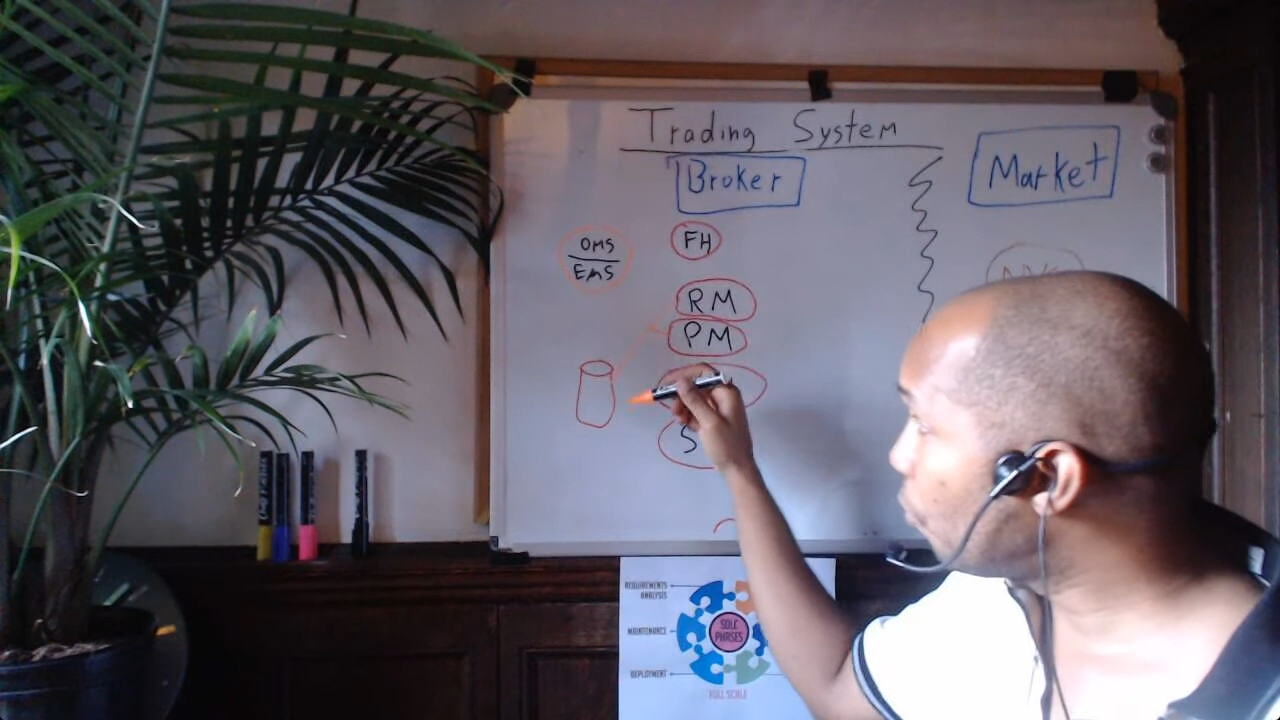 Trading System
Broker
Market
OMS
EMS
FH
RM
PM
S
REQUIREMENTS
ANALYSIS
MAINTENANCE
SDLC
PHASES
DEPLOYMENT
FULL SCALE